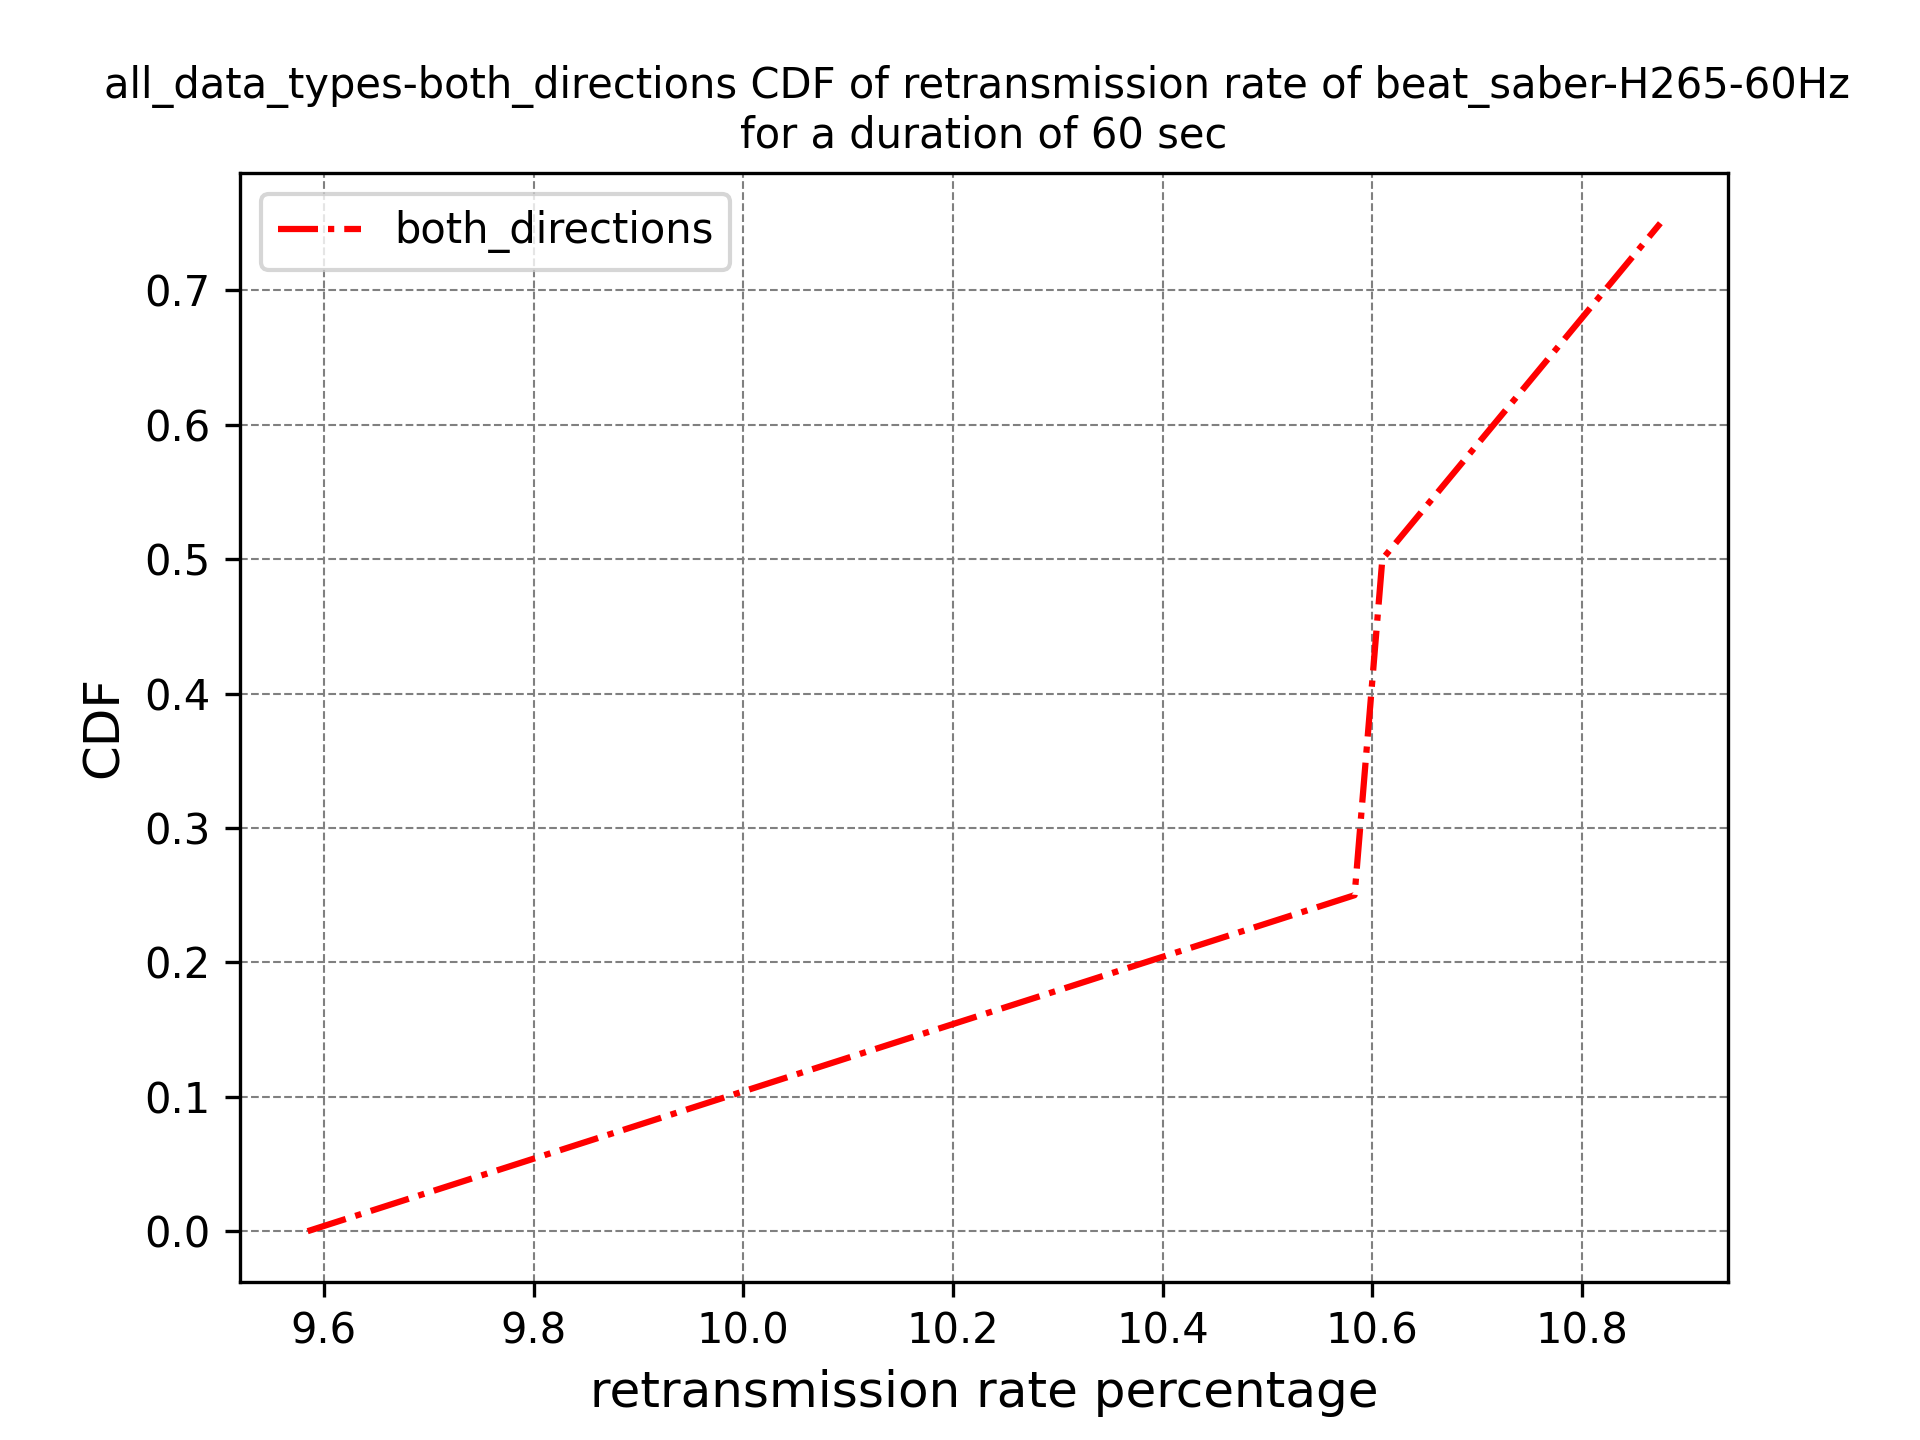 all_data_types-both_directions CDF of retransmission rate of beat_saber-H265-60Hz
for a duration of 60 sec
both_directions
0.7
0.6
0.5
0.4
0.3
0.2
0.1
0.0
CDF
9.6 9.8 10.0 10.2 10.4 10.6 10.8
retransmission rate percentage